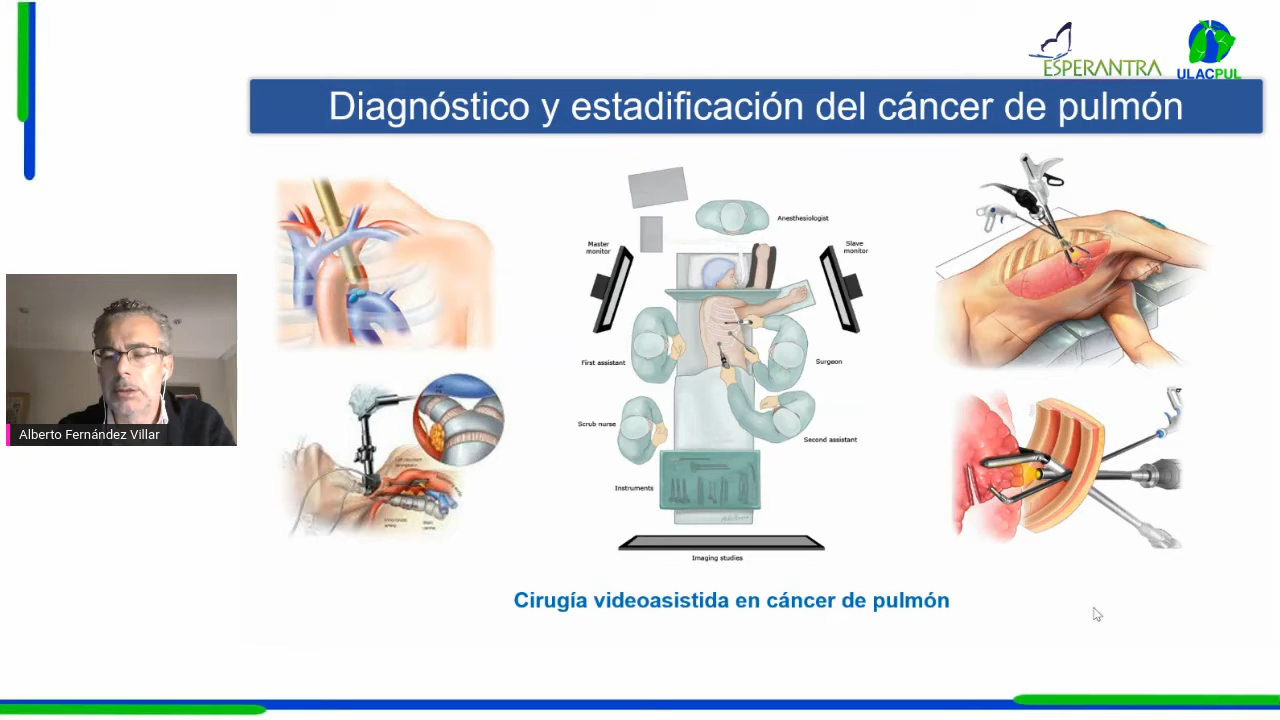 ESPERANTRA
ULACPUL
Diagnóstico y estadificación del cáncer de pulmón
Anesthesiologist
Master
monitor
Slave
monitor
First assistant
Surgeon
Scrub nurse
Second assistant
Instruments
Imaging studies
Alberto Fernández Villar
Cirugía videoasistida en cáncer de pulmón